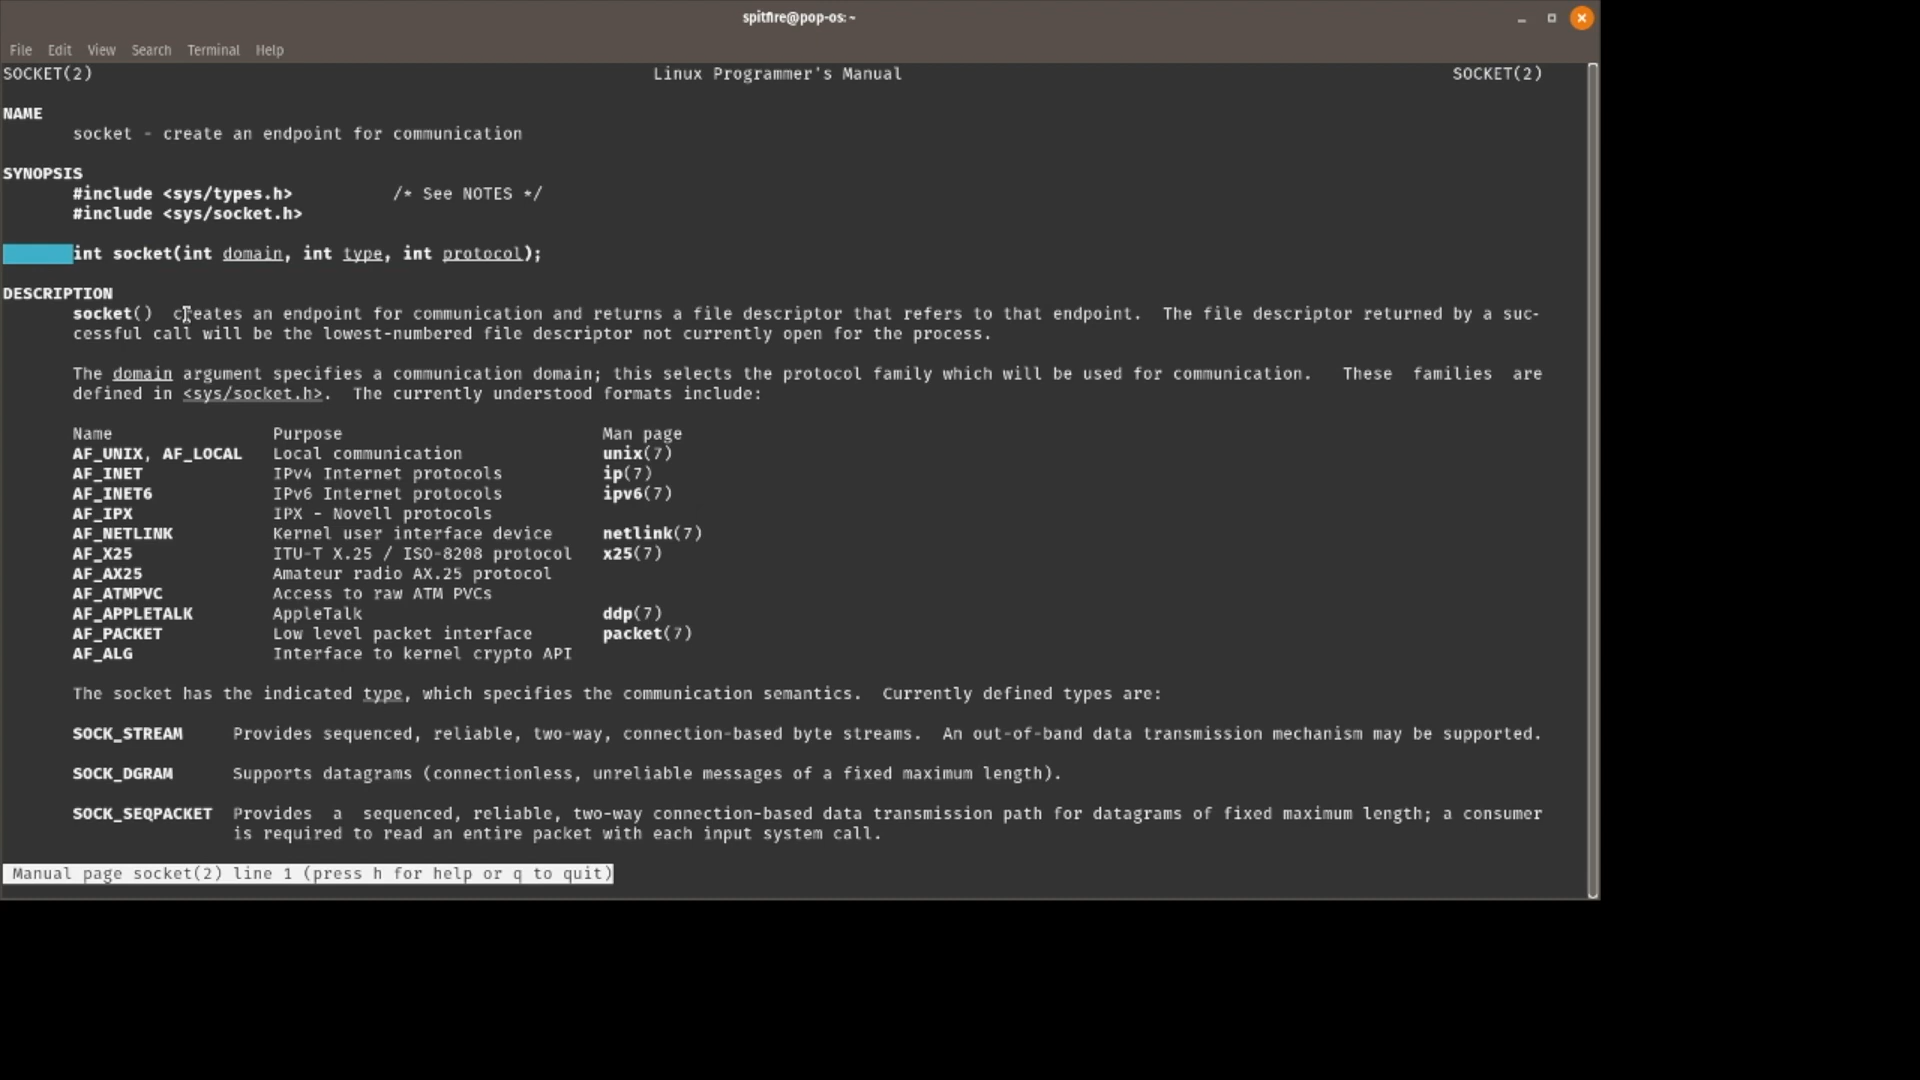 spitfire@pop-os: ~
File Edit View Search Terminal Help
SOCKET(2) Linux Programmer's Manual SOCKET(2)
NAME
socket - create an endpoint for communication
SYNOPSIS
#include <sys/types.h> /* See NOTES */
#include <sys/socket.h>
int socket(int domain, int type, int protocol);
DESCRIPTION
socket() creates an endpoint for communication and returns a file descriptor that refers to that endpoint. The file descriptor returned by a suc-
cessful call will be the lowest-numbered file descriptor not currently open for the process.
The domain argument specifies a communication domain; this selects the protocol family which will be used for communication. These families are
defined in <sys/socket.h>. The currently understood formats include:
Name Purpose Man page
AF_UNIX, AF_LOCAL Local communication unix(7)
AF_INET IPv4 Internet protocols ip(7)
AF_INET6 IPv6 Internet protocols ipv6(7)
AF_IPX IPX - Novell protocols
AF_NETLINK Kernel user interface device netlink(7)
AF_X25 ITU-T X.25 / ISO-8208 protocol x25(7)
AF_AX25 Amateur radio AX.25 protocol
AF_ATMPVC Access to raw ATM PVCs
AF_APPLETALK AppleTalk ddp(7)
AF_PACKET Low level packet interface packet(7)
AF_ALG Interface to kernel crypto API
The socket has the indicated type, which specifies the communication semantics. Currently defined types are:
SOCK_STREAM Provides sequenced, reliable, two-way, connection-based byte streams. An out-of-band data transmission mechanism may be supported.
SOCK_DGRAM Supports datagrams (connectionless, unreliable messages of a fixed maximum length).
SOCK_SEQPACKET Provides a sequenced, reliable, two-way connection-based data transmission path for datagrams of fixed maximum length; a consumer
is required to read an entire packet with each input system call.
Manual page socket(2) line 1 (press h for help or q to quit)